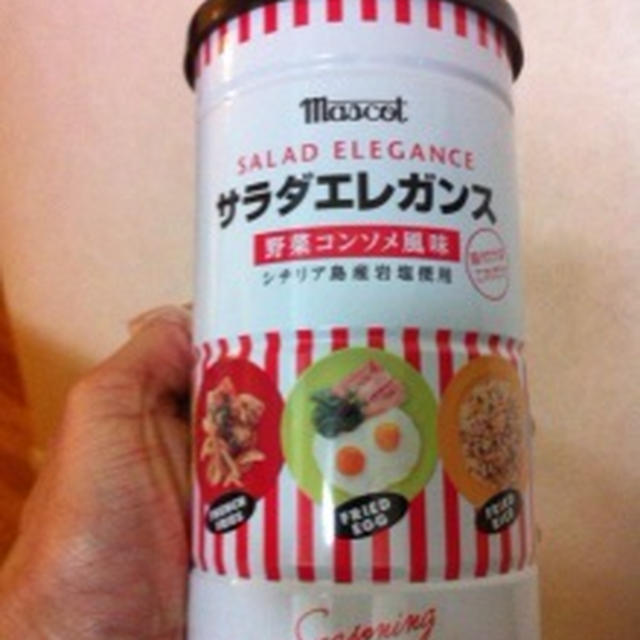 mascot
SALAD ELEGANCE
サラダエレガンス
野菜コンソメ風味
シチリア島産岩塩使用
FRENCH
FRIED
EGG
FRIED
RICE
Seasoning